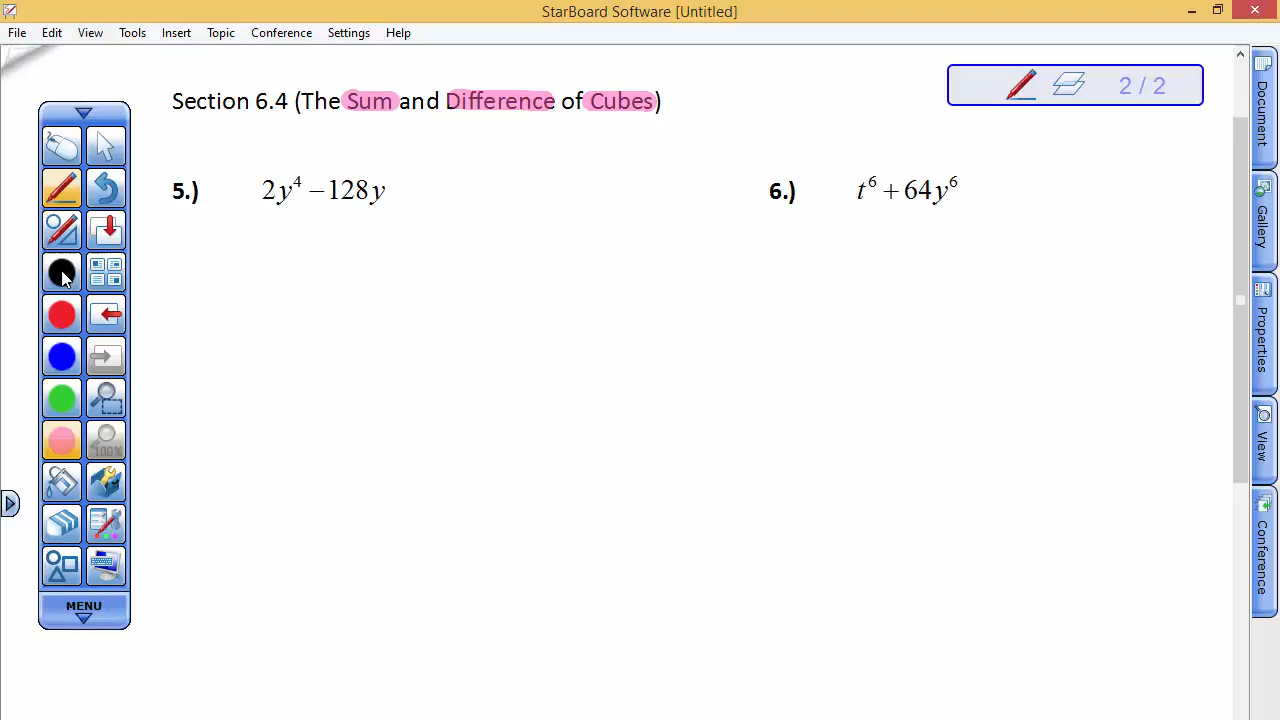 StarBoard Software [Untitled]
File Edit View Tools Insert Topic Conference Settings Help
Section 6.4 (The Sum and Difference of Cubes)
2 / 2
5.) 2y⁴ − 128y
6.) t⁶ + 64y⁶
100%
MENU
Document
Gallery
Properties
View
Conference